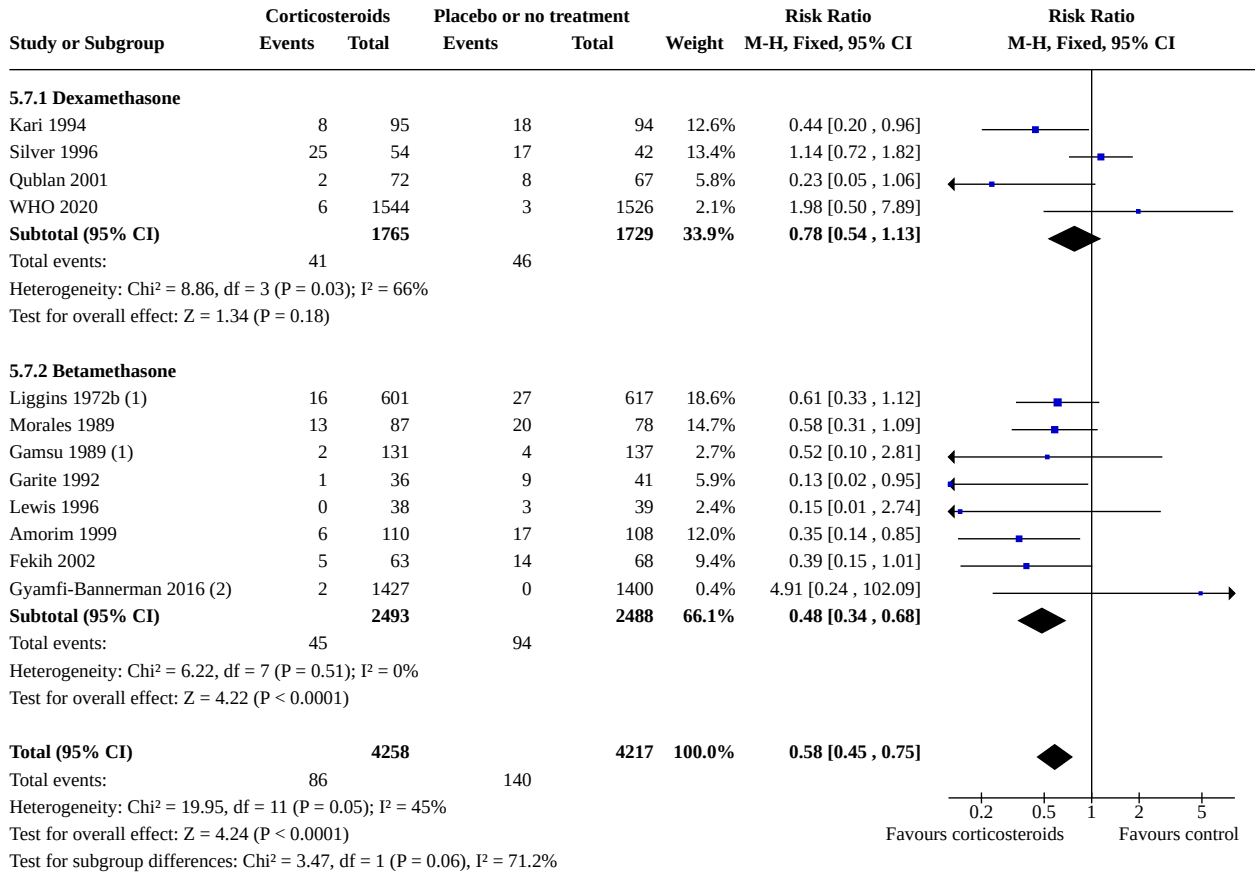 Corticosteroids Placebo or no treatment Risk Ratio Risk Ratio
Study or Subgroup Events Total Events Total Weight M-H, Fixed, 95% CI M-H, Fixed, 95% CI
5.7.1 Dexamethasone
Kari 1994 8 95 18 94 12.6% 0.44 [0.20 , 0.96]
Silver 1996 25 54 17 42 13.4% 1.14 [0.72 , 1.82]
Qublan 2001 2 72 8 67 5.8% 0.23 [0.05 , 1.06]
WHO 2020 6 1544 3 1526 2.1% 1.98 [0.50 , 7.89]
Subtotal (95% CI) 1765 1729 33.9% 0.78 [0.54 , 1.13]
Total events: 41 46
Heterogeneity: Chi² = 8.86, df = 3 (P = 0.03); I² = 66%
Test for overall effect: Z = 1.34 (P = 0.18)
5.7.2 Betamethasone
Liggins 1972b (1) 16 601 27 617 18.6% 0.61 [0.33 , 1.12]
Morales 1989 13 87 20 78 14.7% 0.58 [0.31 , 1.09]
Gamsu 1989 (1) 2 131 4 137 2.7% 0.52 [0.10 , 2.81]
Garite 1992 1 36 9 41 5.9% 0.13 [0.02 , 0.95]
Lewis 1996 0 38 3 39 2.4% 0.15 [0.01 , 2.74]
Amorim 1999 6 110 17 108 12.0% 0.35 [0.14 , 0.85]
Fekih 2002 5 63 14 68 9.4% 0.39 [0.15 , 1.01]
Gyamfi-Bannerman 2016 (2) 2 1427 0 1400 0.4% 4.91 [0.24 , 102.09]
Subtotal (95% CI) 2493 2488 66.1% 0.48 [0.34 , 0.68]
Total events: 45 94
Heterogeneity: Chi² = 6.22, df = 7 (P = 0.51); I² = 0%
Test for overall effect: Z = 4.22 (P < 0.0001)
Total (95% CI) 4258 4217 100.0% 0.58 [0.45 , 0.75]
Total events: 86 140
Heterogeneity: Chi² = 19.95, df = 11 (P = 0.05); I² = 45%
0.2 0.5 1 2 5
Test for overall effect: Z = 4.24 (P < 0.0001)
Favours corticosteroids Favours control
Test for subgroup differences: Chi² = 3.47, df = 1 (P = 0.06), I² = 71.2%